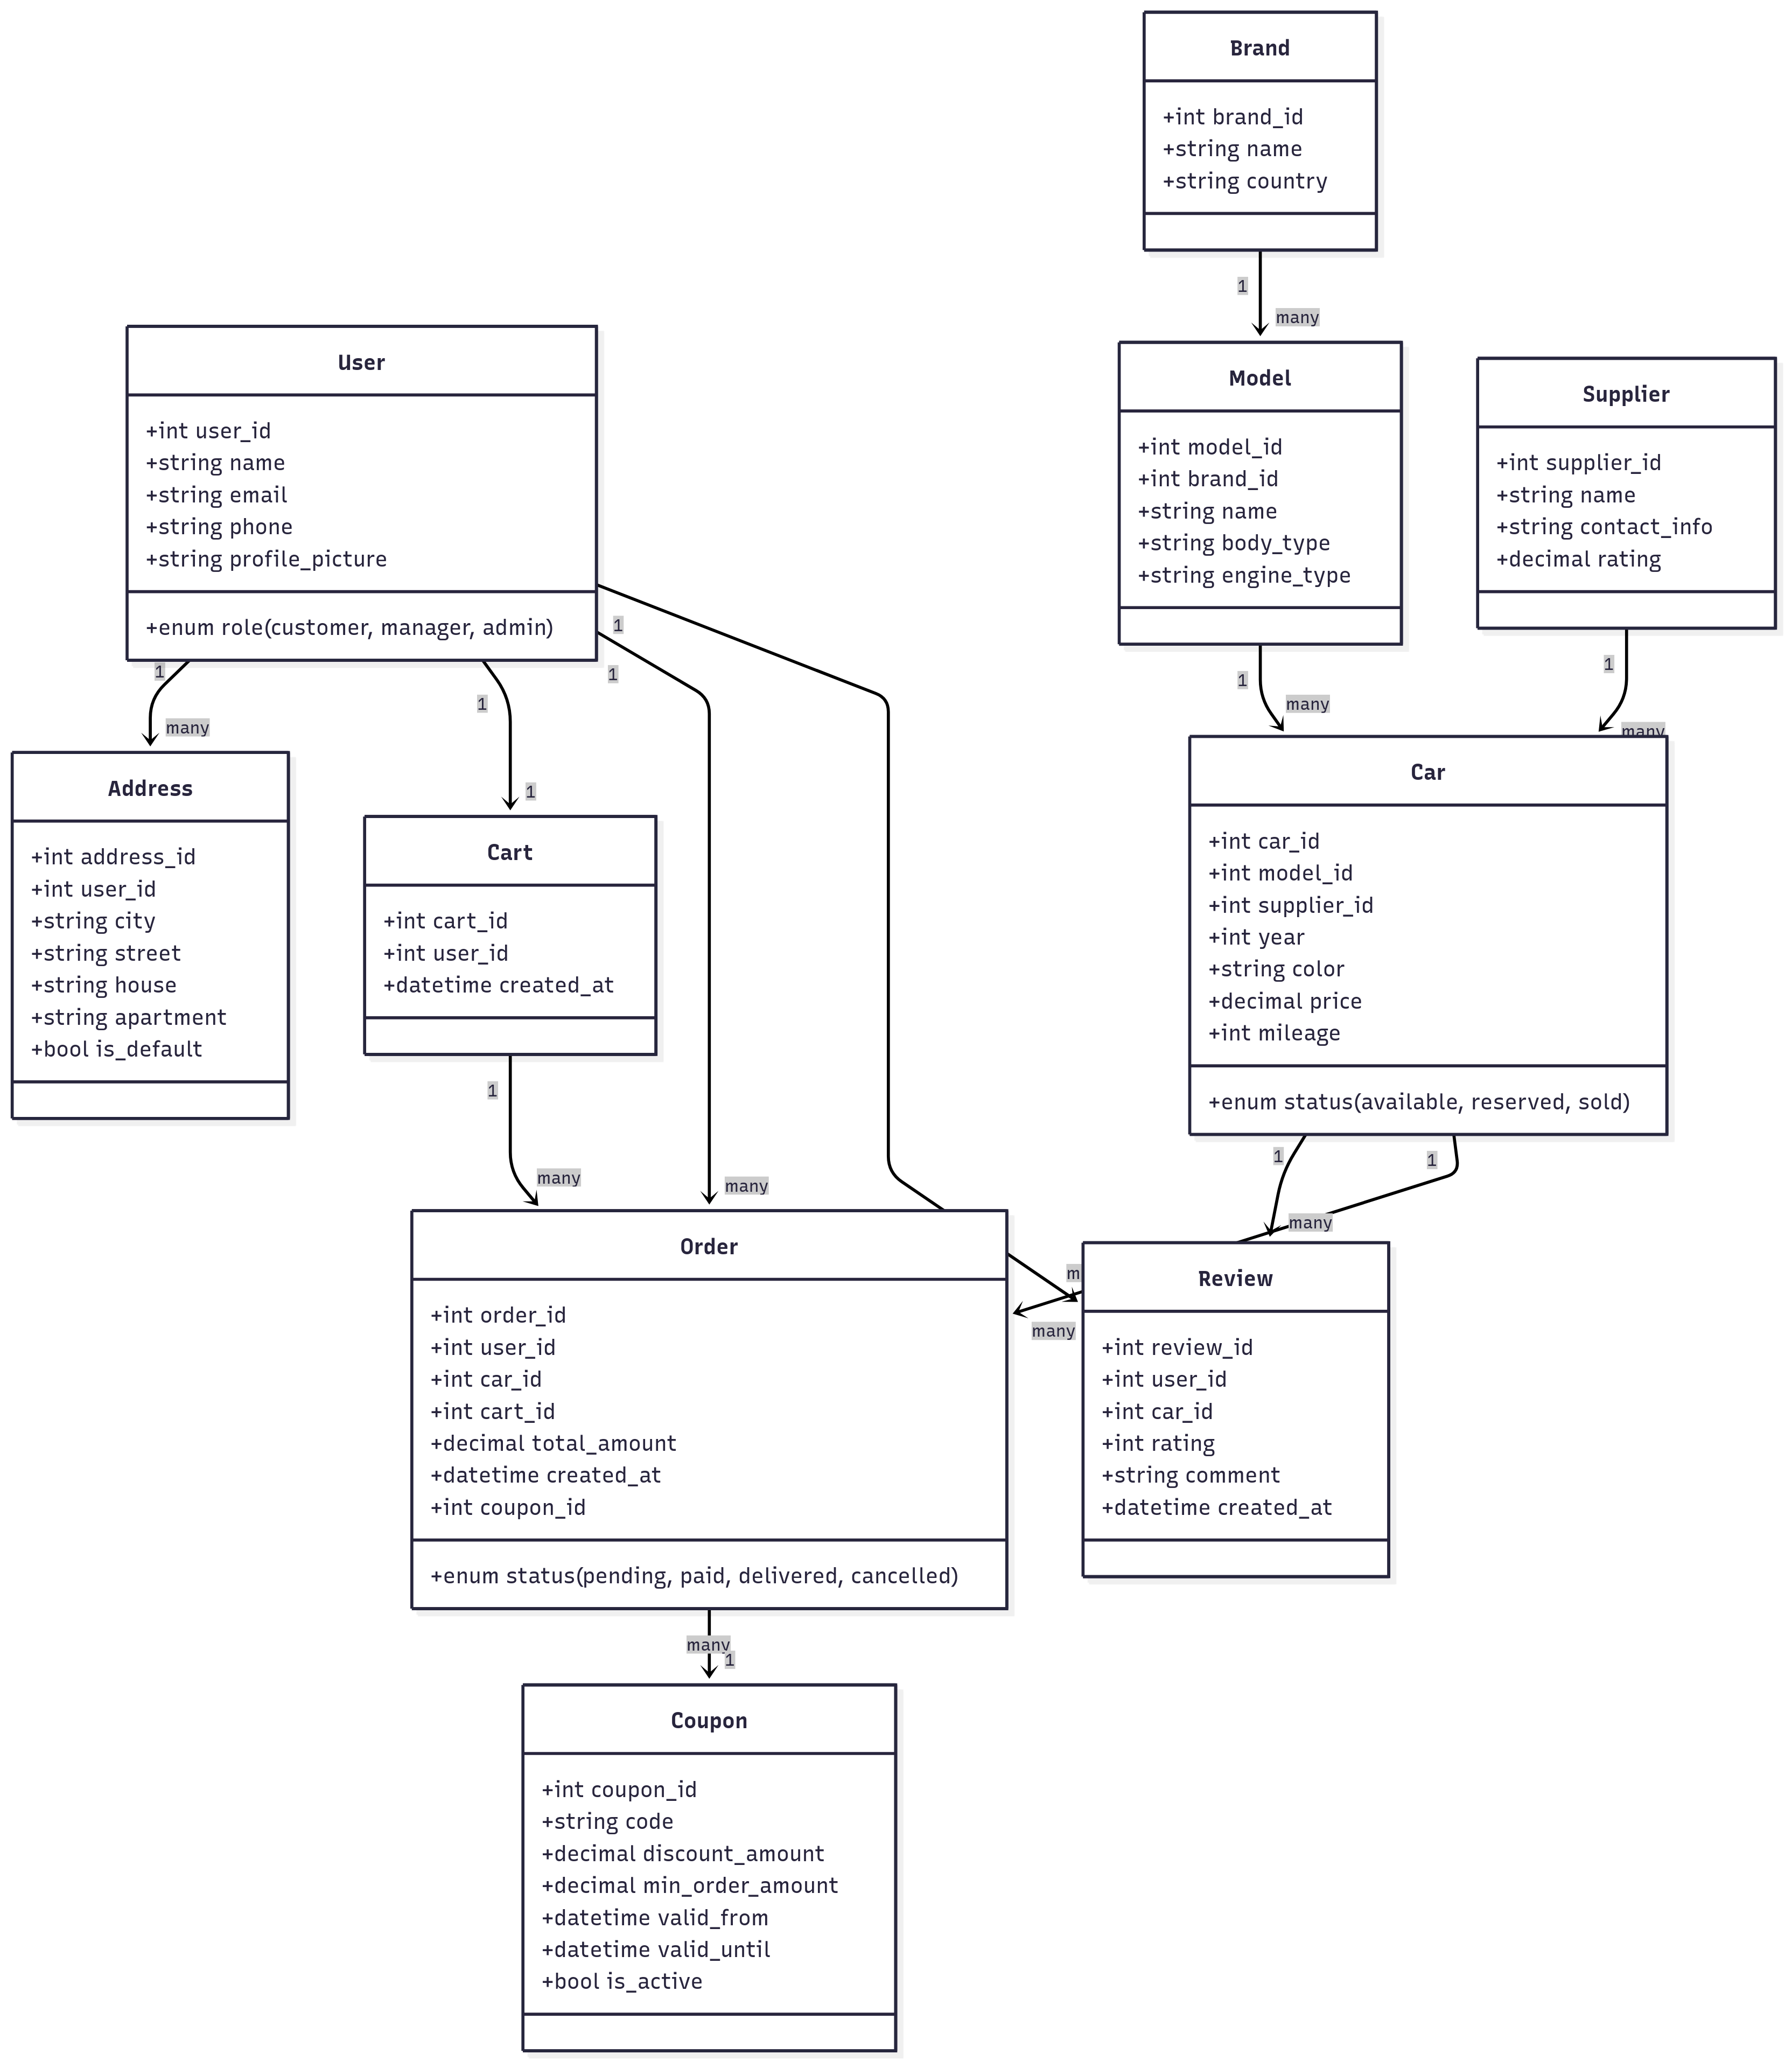 Brand
+int brand_id
+string name
+string country
1
many
User
+int user_id
+string name
+string email
+string phone
+string profile_picture
+enum role(customer, manager, admin)
Model
+int model_id
+int brand_id
+string name
+string body_type
+string engine_type
Supplier
+int supplier_id
+string name
+string contact_info
+decimal rating
1
many
1
1
1
1
1
many
1
many
Address
+int address_id
+int user_id
+string city
+string street
+string house
+string apartment
+bool is_default
Cart
+int cart_id
+int user_id
+datetime created_at
Car
+int car_id
+int model_id
+int supplier_id
+int year
+string color
+decimal price
+int mileage
+enum status(available, reserved, sold)
1
many
many
1
many
1
m
many
Order
+int order_id
+int user_id
+int car_id
+int cart_id
+decimal total_amount
+datetime created_at
+int coupon_id
+enum status(pending, paid, delivered, cancelled)
Review
+int review_id
+int user_id
+int car_id
+int rating
+string comment
+datetime created_at
many
1
Coupon
+int coupon_id
+string code
+decimal discount_amount
+decimal min_order_amount
+datetime valid_from
+datetime valid_until
+bool is_active